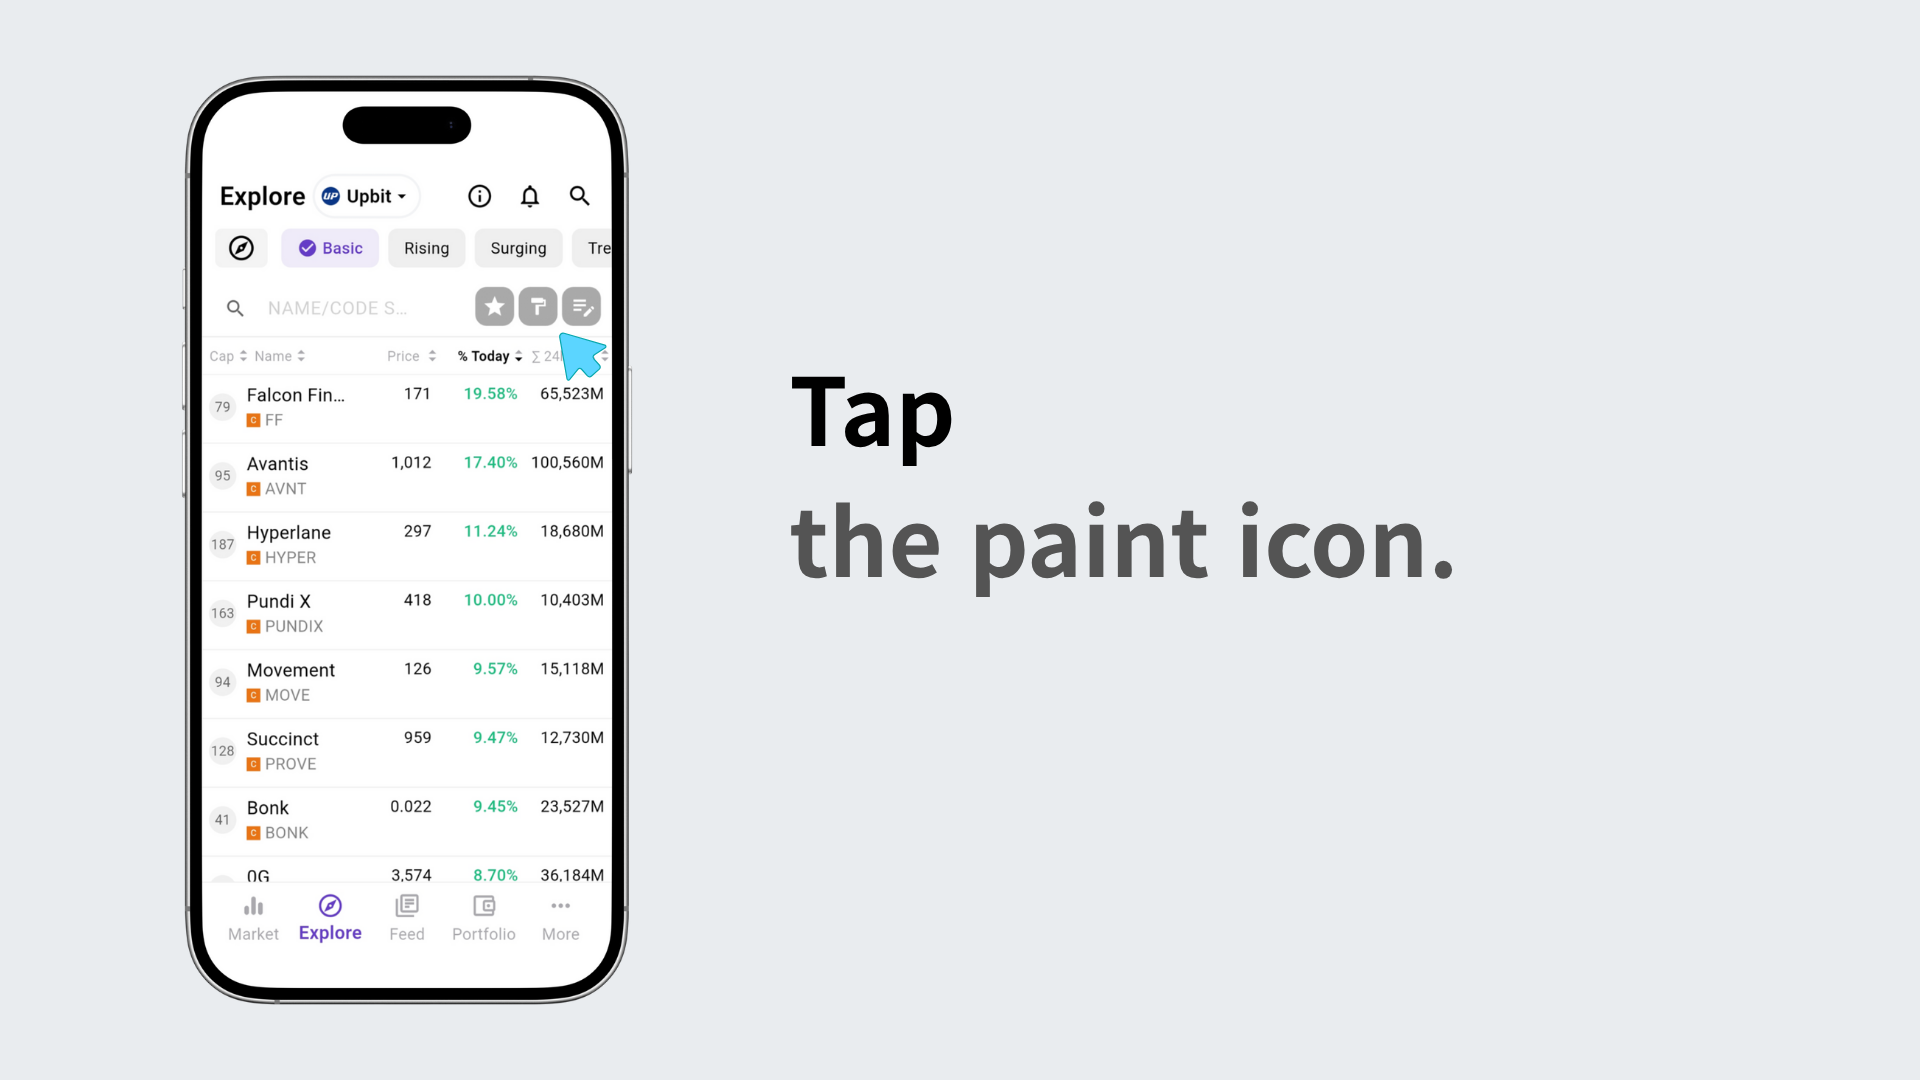 Explore UP Upbit
Basic Rising Surging Tre
NAME/CODE S...
Cap Name Price % Today Σ 24
79 Falcon Fin... 171 19.58% 65,523M
C FF
95 Avantis 1,012 17.40% 100,560M
C AVNT
187 Hyperlane 297 11.24% 18,680M
C HYPER
163 Pundi X 418 10.00% 10,403M
C PUNDIX
94 Movement 126 9.57% 15,118M
C MOVE
128 Succinct 959 9.47% 12,730M
C PROVE
41 Bonk 0.022 9.45% 23,527M
C BONK
0G 3,574 8.70% 36,184M
Market Explore Feed Portfolio More
Tap
the paint icon.